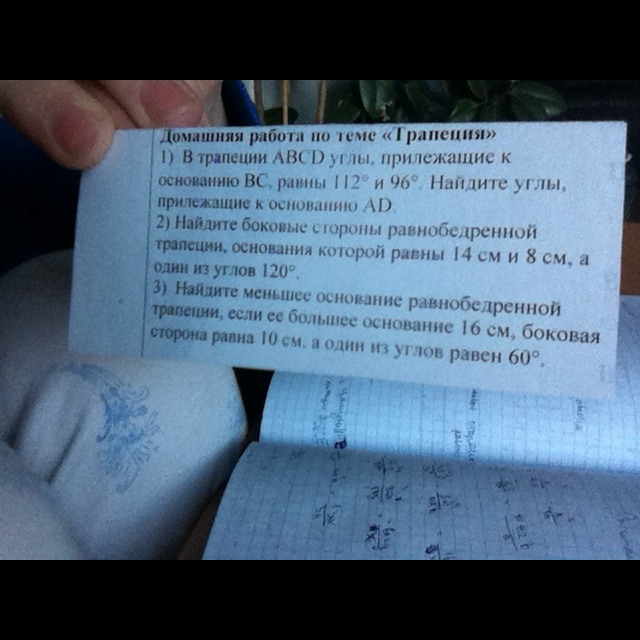 Домашняя работа по теме «Трапеция»
1) В трапеции ABCD углы, прилежащие к
основанию BC, равны 112° и 96°. Найдите углы,
прилежащие к основанию AD.
2) Найдите боковые стороны равнобедренной
трапеции, основания которой равны 14 см и 8 см, а
один из углов 120°.
3) Найдите меньшее основание равнобедренной
трапеции, если ее большее основание 16 см, боковая
сторона равна 10 см, а один из углов равен 60°.